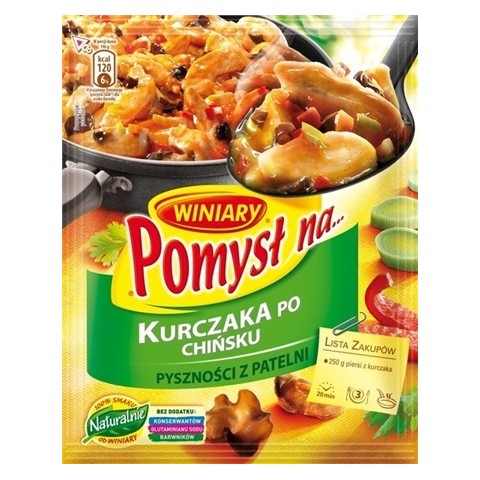 kcal
120
6%
WINIARY
Pomysł na...
KURCZAKA PO
CHIŃSKU
PYSZNOŚCI Z PATELNI
LISTA ZAKUPÓW
• 250 g piersi z kurczaka
20 min
3
100% SMAKU
Naturalnie
OD WINIARY
BEZ DODATKU:
KONSERWANTÓW
GLUTAMINIANU SODU
BARWNIKÓW